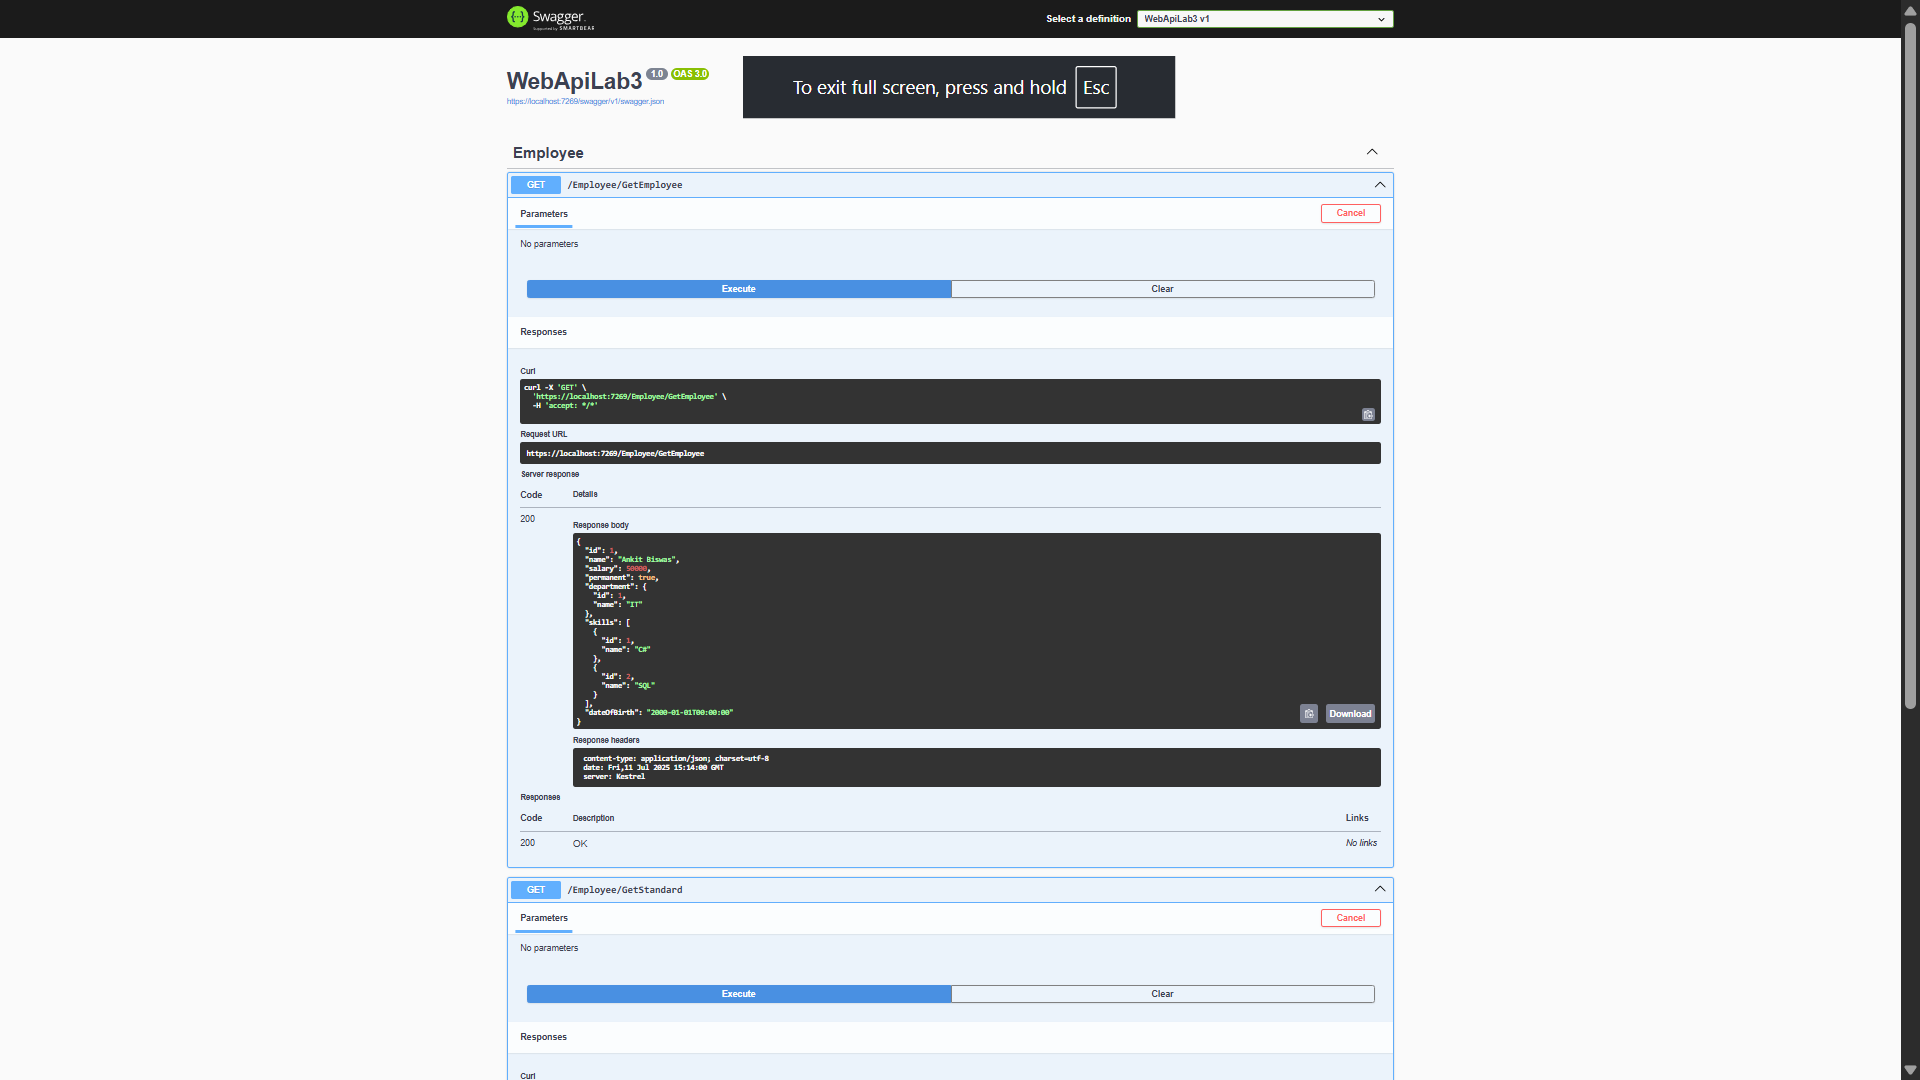 Swagger.
Supported by SMARTBEAR
Select a definition
WebApiLab3 v1
WebApiLab3 1.0 OAS 3.0
https://localhost:7269/swagger/v1/swagger.json
To exit full screen, press and hold Esc
Employee
GET /Employee/GetEmployee
Parameters
Cancel
No parameters
Execute
Clear
Responses
Curl
curl -X 'GET' \
'https://localhost:7269/Employee/GetEmployee' \
-H 'accept: */*'
Request URL
https://localhost:7269/Employee/GetEmployee
Server response
Code Details
200
Response body
{
"id": 1,
"name": "Ankit Biswas",
"salary": 50000,
"permanent": true,
"department": {
"id": 1,
"name": "IT"
},
"skills": [
{
"id": 1,
"name": "C#"
},
{
"id": 2,
"name": "SQL"
}
],
"dateOfBirth": "2000-01-01T00:00:00"
}
Download
Response headers
content-type: application/json; charset=utf-8
date: Fri,11 Jul 2025 15:14:00 GMT
server: Kestrel
Responses
Code Description Links
200 OK No links
GET /Employee/GetStandard
Parameters
Cancel
No parameters
Execute
Clear
Responses
Curl